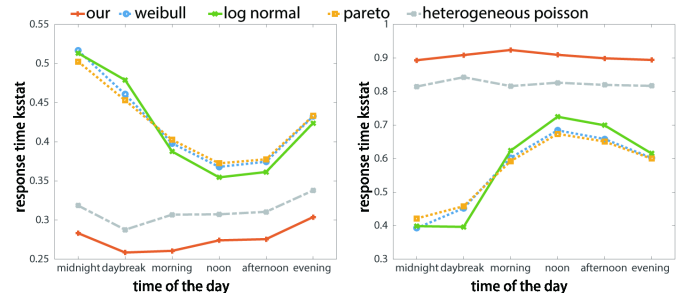 our weibull log normal pareto heterogeneous poisson
response time ksstat
0.55
0.5
0.45
0.4
0.35
0.3
0.25
midnight daybreak morning noon afternoon evening
time of the day
response time ksstat
1
0.9
0.8
0.7
0.6
0.5
0.4
0.3
midnight daybreak morning noon afternoon evening
time of the day